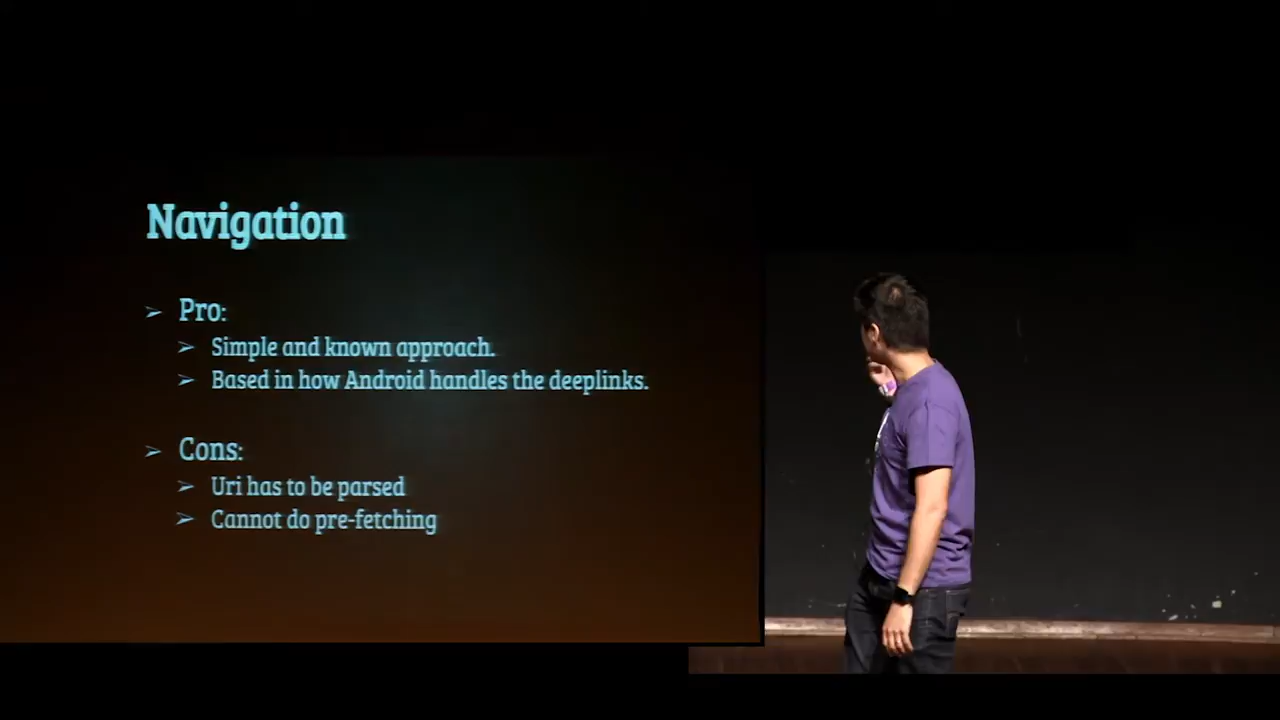 Navigation
➢ Pro:
➢ Simple and known approach.
➢ Based in how Android handles the deeplinks.
➢ Cons:
➢ Uri has to be parsed
➢ Cannot do pre-fetching